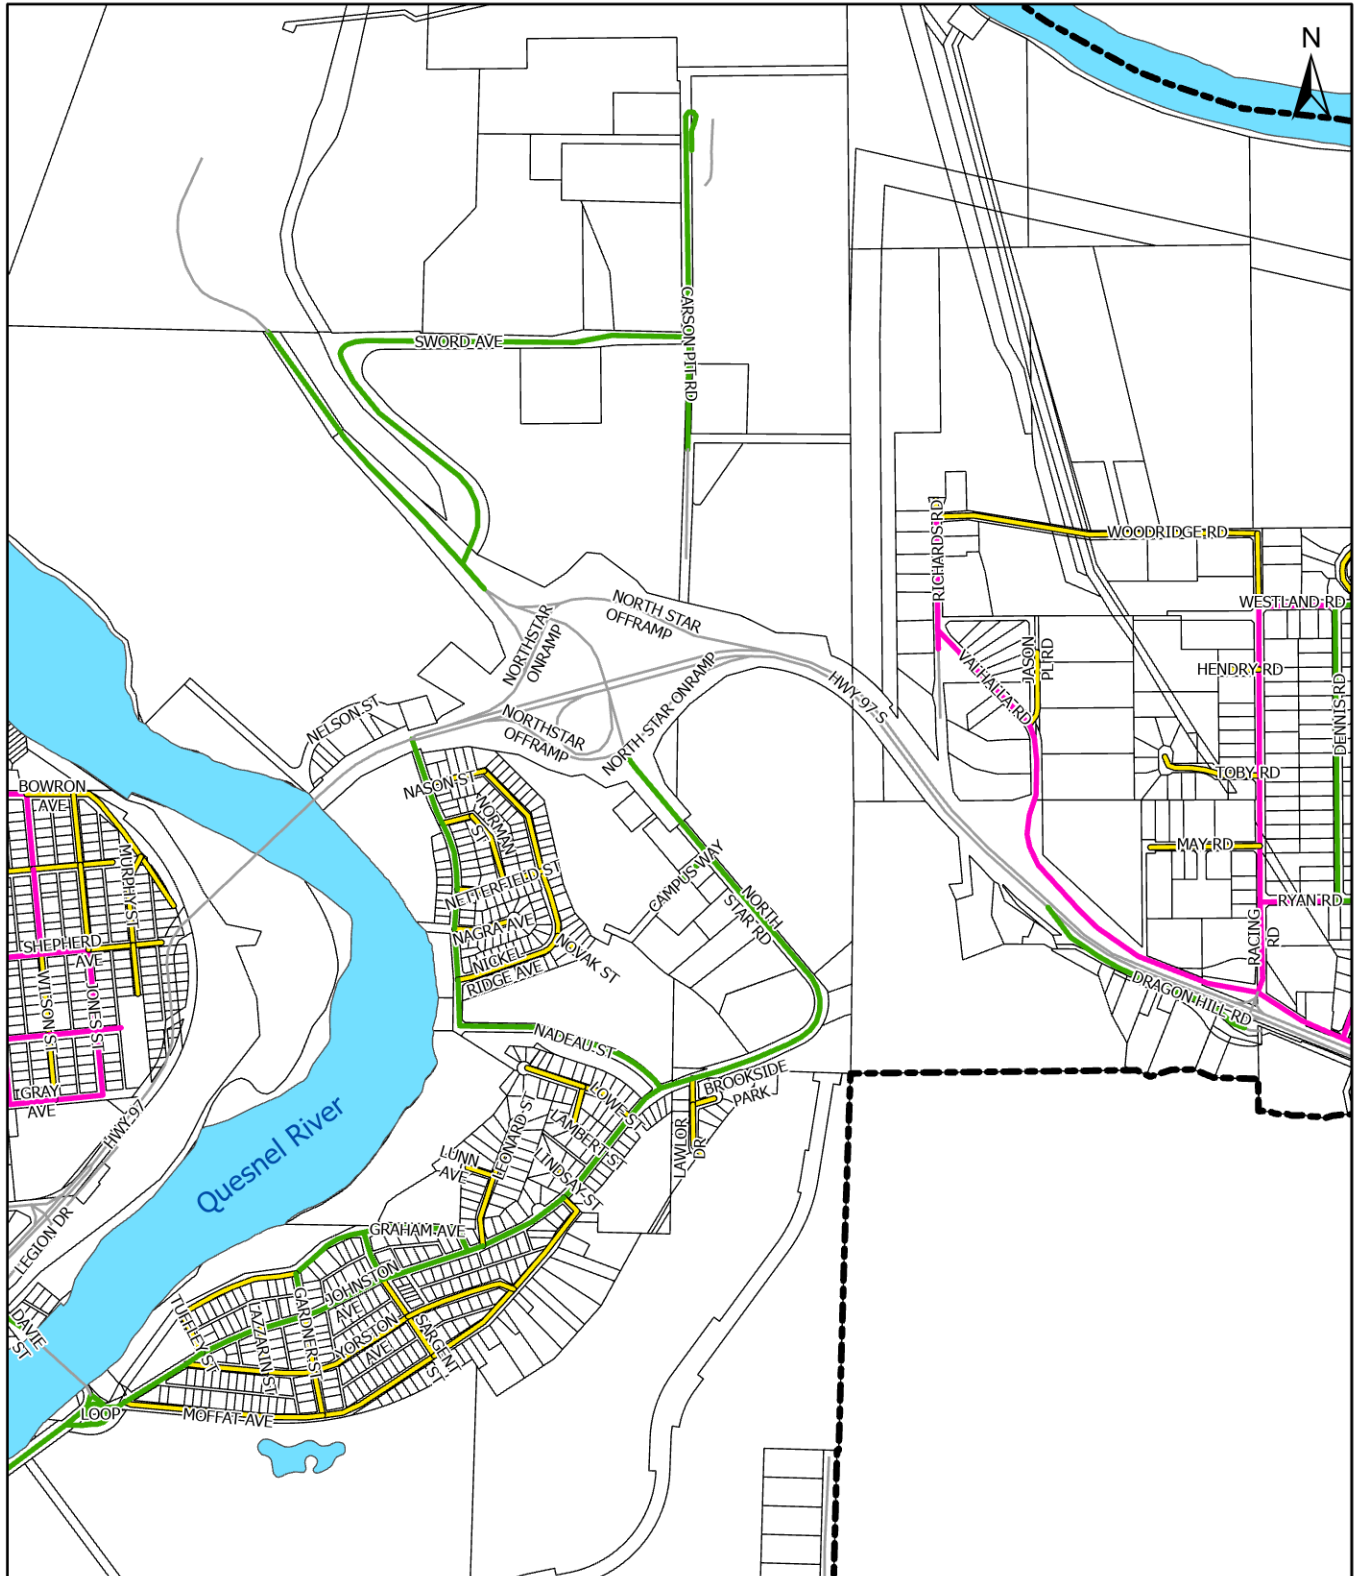 N
CARSON PIT RD
SWORD AVE
RICHARDS RD
WOODRIDGE RD
WESTLAND RD
NORTH STAR
OFFRAMP
NORTHSTAR
ONRAMP
JASON
PL RD
VALHALLA RD
HENDRY RD
DENNIS RD
HWY 97 S
NELSON ST
NORTHSTAR
OFFRAMP
NORTH STAR ONRAMP
TOBY RD
BOWRON
AVE
NASON ST
NORMAN
ST
MAY RD
MURPHY ST
CAMPUS WAY
NETTERFIELD ST
NORTH
STAR RD
RYAN RD
NAGRA AVE
SHEPHERD
AVE
NOVAK ST
RACING
RD
NICKEL
RIDGE AVE
WILSON ST
JONES ST
DRAGON HILL RD
NADEAU ST
GRAY
AVE
BROOKSIDE
PARK
LOWE ST
HWY 97
LAMBERT ST
LEONARD ST
LAWLOR
DR
Quesnel River
LUNN
AVE
LINDSAY ST
GRAHAM AVE
LEGION DR
JOHNSTON
AVE
GARDNER ST
DAVIE
ST
TUFFLEY ST
AZZARIN ST
YORSTON
AVE
SARGENT
ST
LOOP
MOFFAT AVE